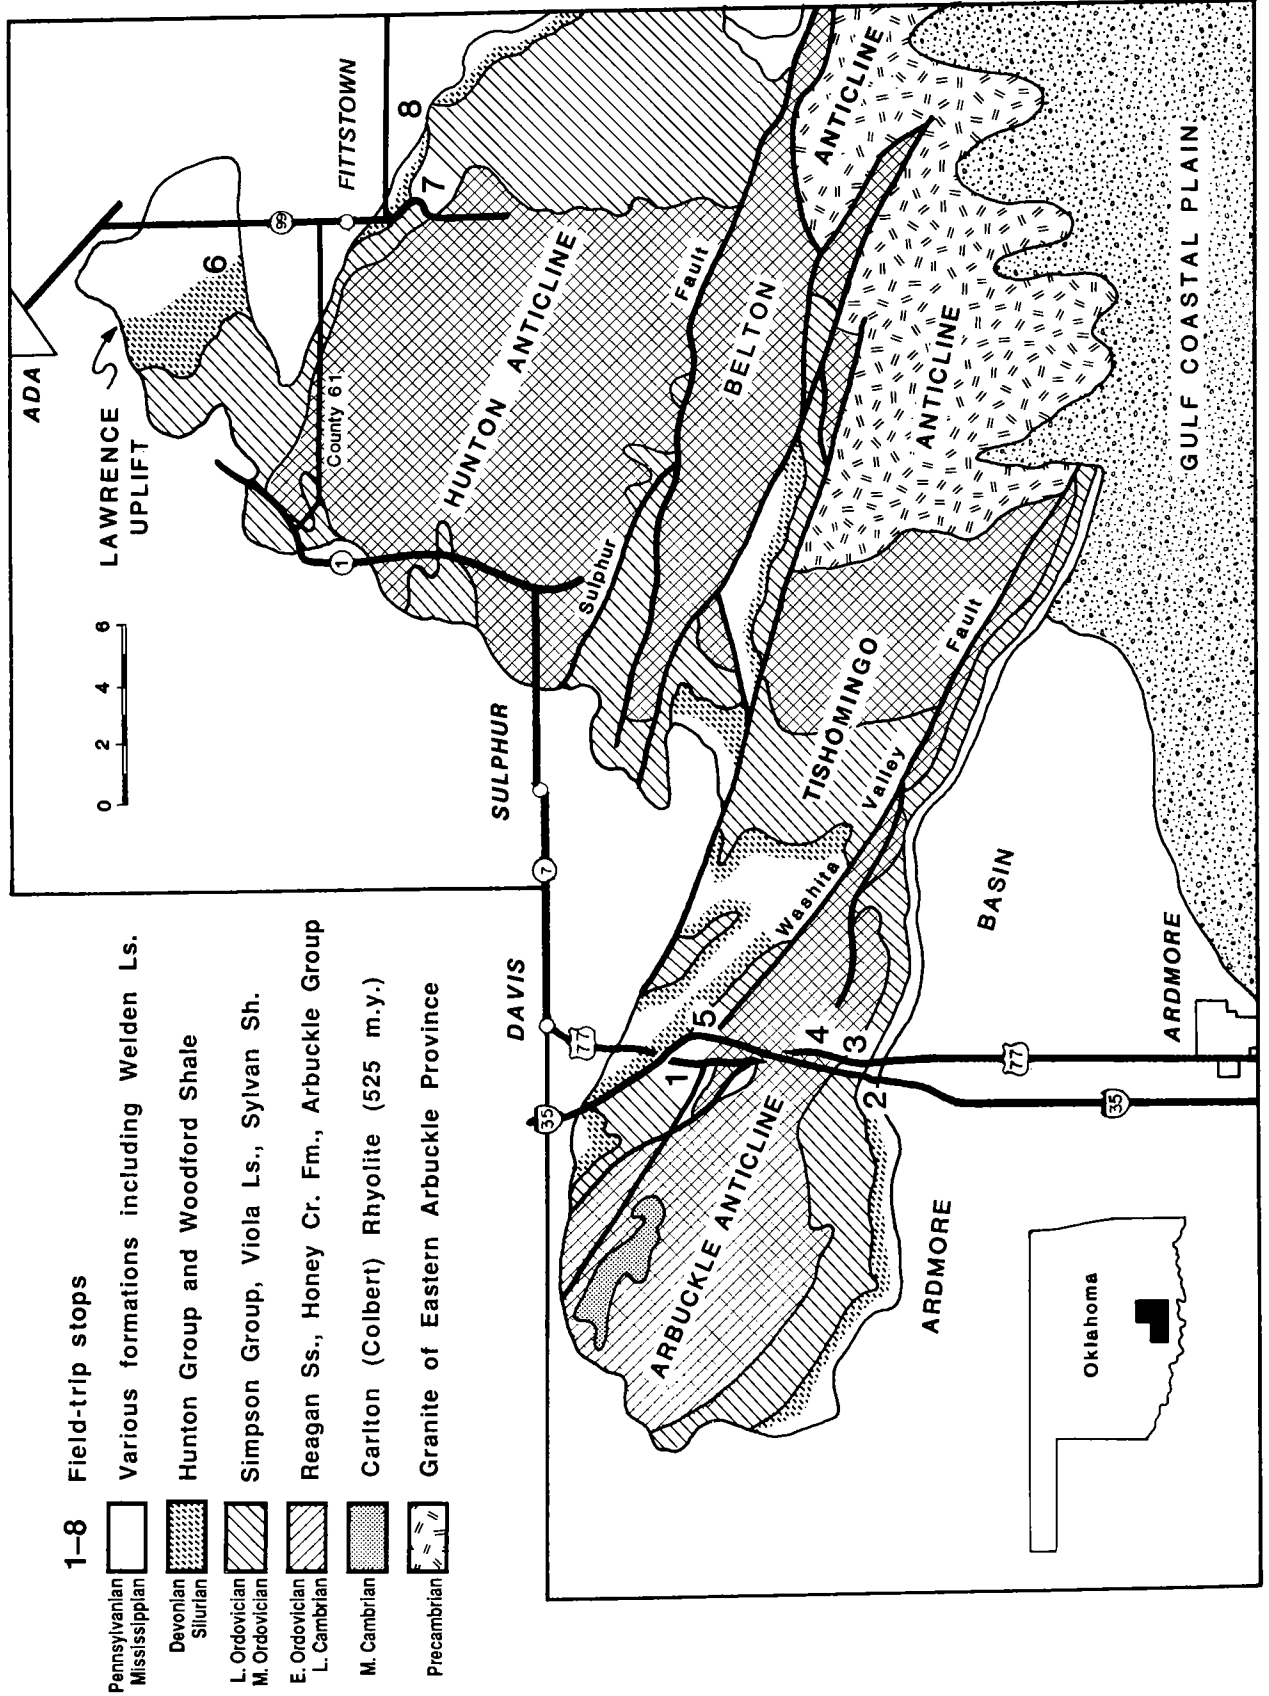 1–8 Field-trip stops
Pennsylvanian
Mississippian
Various formations including Welden Ls.
Devonian
Silurian
Hunton Group and Woodford Shale
L. Ordovician
M. Ordovician
Simpson Group, Viola Ls., Sylvan Sh.
E. Ordovician
L. Cambrian
Reagan Ss., Honey Cr. Fm., Arbuckle Group
M. Cambrian
Carlton (Colbert) Rhyolite (525 m.y.)
Precambrian
Granite of Eastern Arbuckle Province
0 2 4 6
ADA
LAWRENCE
UPLIFT
6
99
FITTSTOWN
8
7
County 61
1
HUNTON ANTICLINE
SULPHUR
7
DAVIS
77
35
Sulphur
Fault
BELTON
ANTICLINE
TISHOMINGO
ANTICLINE
Washita
Valley
Fault
5
1
4
3
2
ARBUCKLE ANTICLINE
ARDMORE
BASIN
77
35
ARDMORE
GULF COASTAL PLAIN
Oklahoma